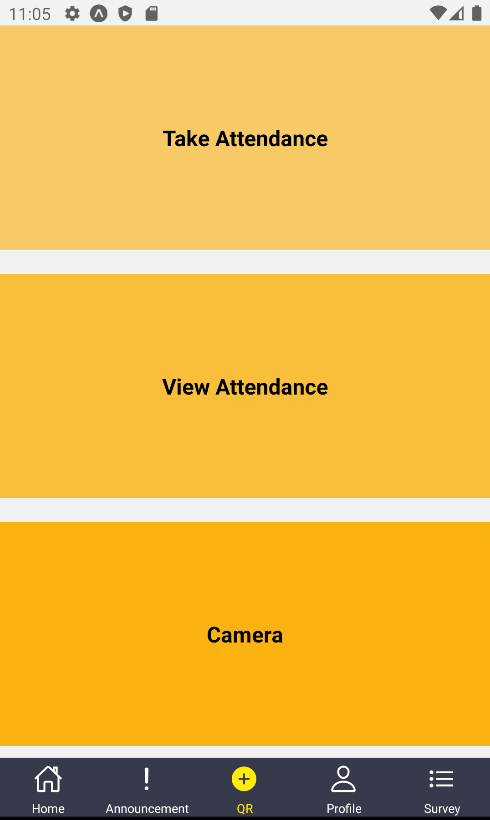 11:05
Take Attendance
View Attendance
Camera
Home
Announcement
QR
Profile
Survey